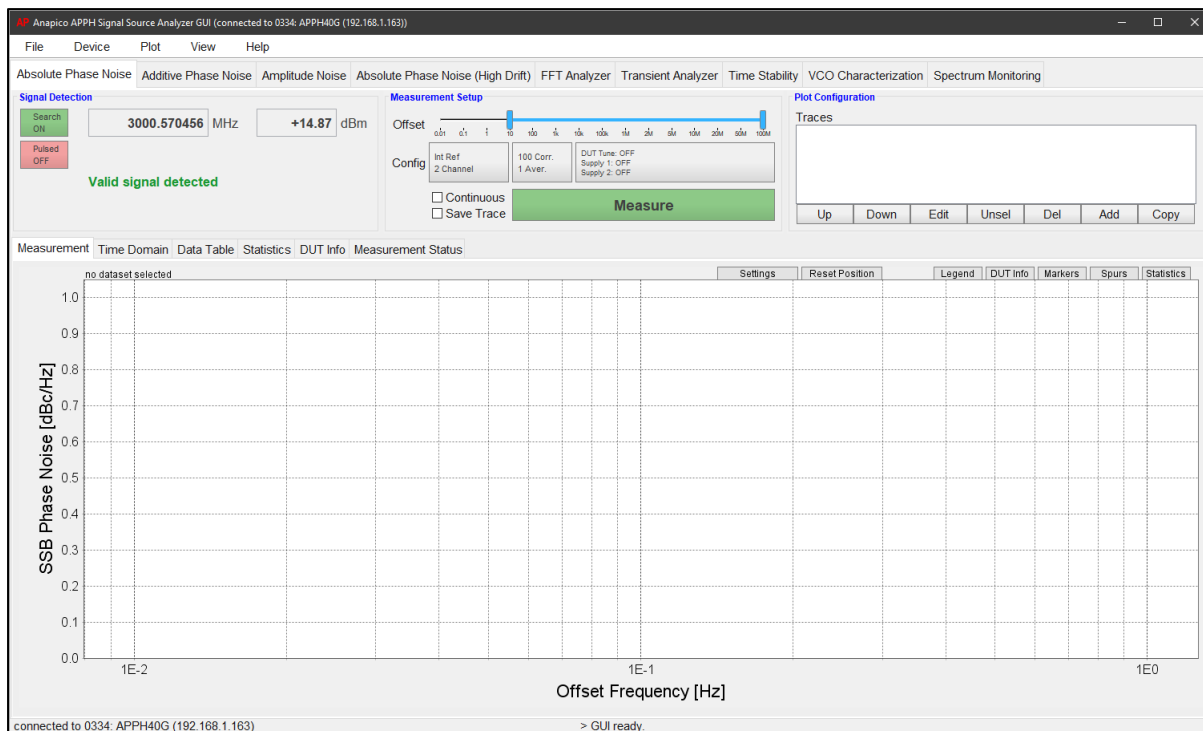 AP Anapico APPH Signal Source Analyzer GUI (connected to 0334: APPH40G (192.168.1.163))
File Device Plot View Help
Absolute Phase Noise Additive Phase Noise Amplitude Noise Absolute Phase Noise (High Drift) FFT Analyzer Transient Analyzer Time Stability VCO Characterization Spectrum Monitoring
Signal Detection
Search
ON
3000.570456 MHz +14.87 dBm
Pulsed
OFF
Valid signal detected
Measurement Setup
Offset
0.01 0.1 1 10 100 1k 10k 100k 1M 2M 5M 10M 20M 50M 100M
Config
Int Ref
2 Channel
100 Corr.
1 Aver.
DUT Tune: OFF
Supply 1: OFF
Supply 2: OFF
Continuous
Save Trace
Measure
Plot Configuration
Traces
Up Down Edit Unsel Del Add Copy
Measurement Time Domain Data Table Statistics DUT Info Measurement Status
no dataset selected Settings Reset Position Legend DUT Info Markers Spurs Statistics
SSB Phase Noise [dBc/Hz]
1.0
0.9
0.8
0.7
0.6
0.5
0.4
0.3
0.2
0.1
0.0
1E-2 1E-1 1E0
Offset Frequency [Hz]
connected to 0334: APPH40G (192.168.1.163) > GUI ready.